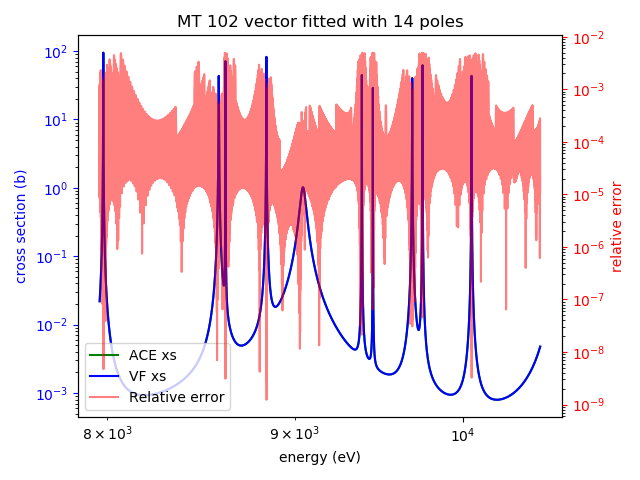 MT 102 vector fitted with 14 poles
cross section (b)
10²
10¹
10⁰
10⁻¹
10⁻²
10⁻³
10⁻²
10⁻³
10⁻⁴
10⁻⁵
10⁻⁶
10⁻⁷
10⁻⁸
10⁻⁹
relative error
ACE xs
VF xs
Relative error
8 × 10³
9 × 10³
10⁴
energy (eV)